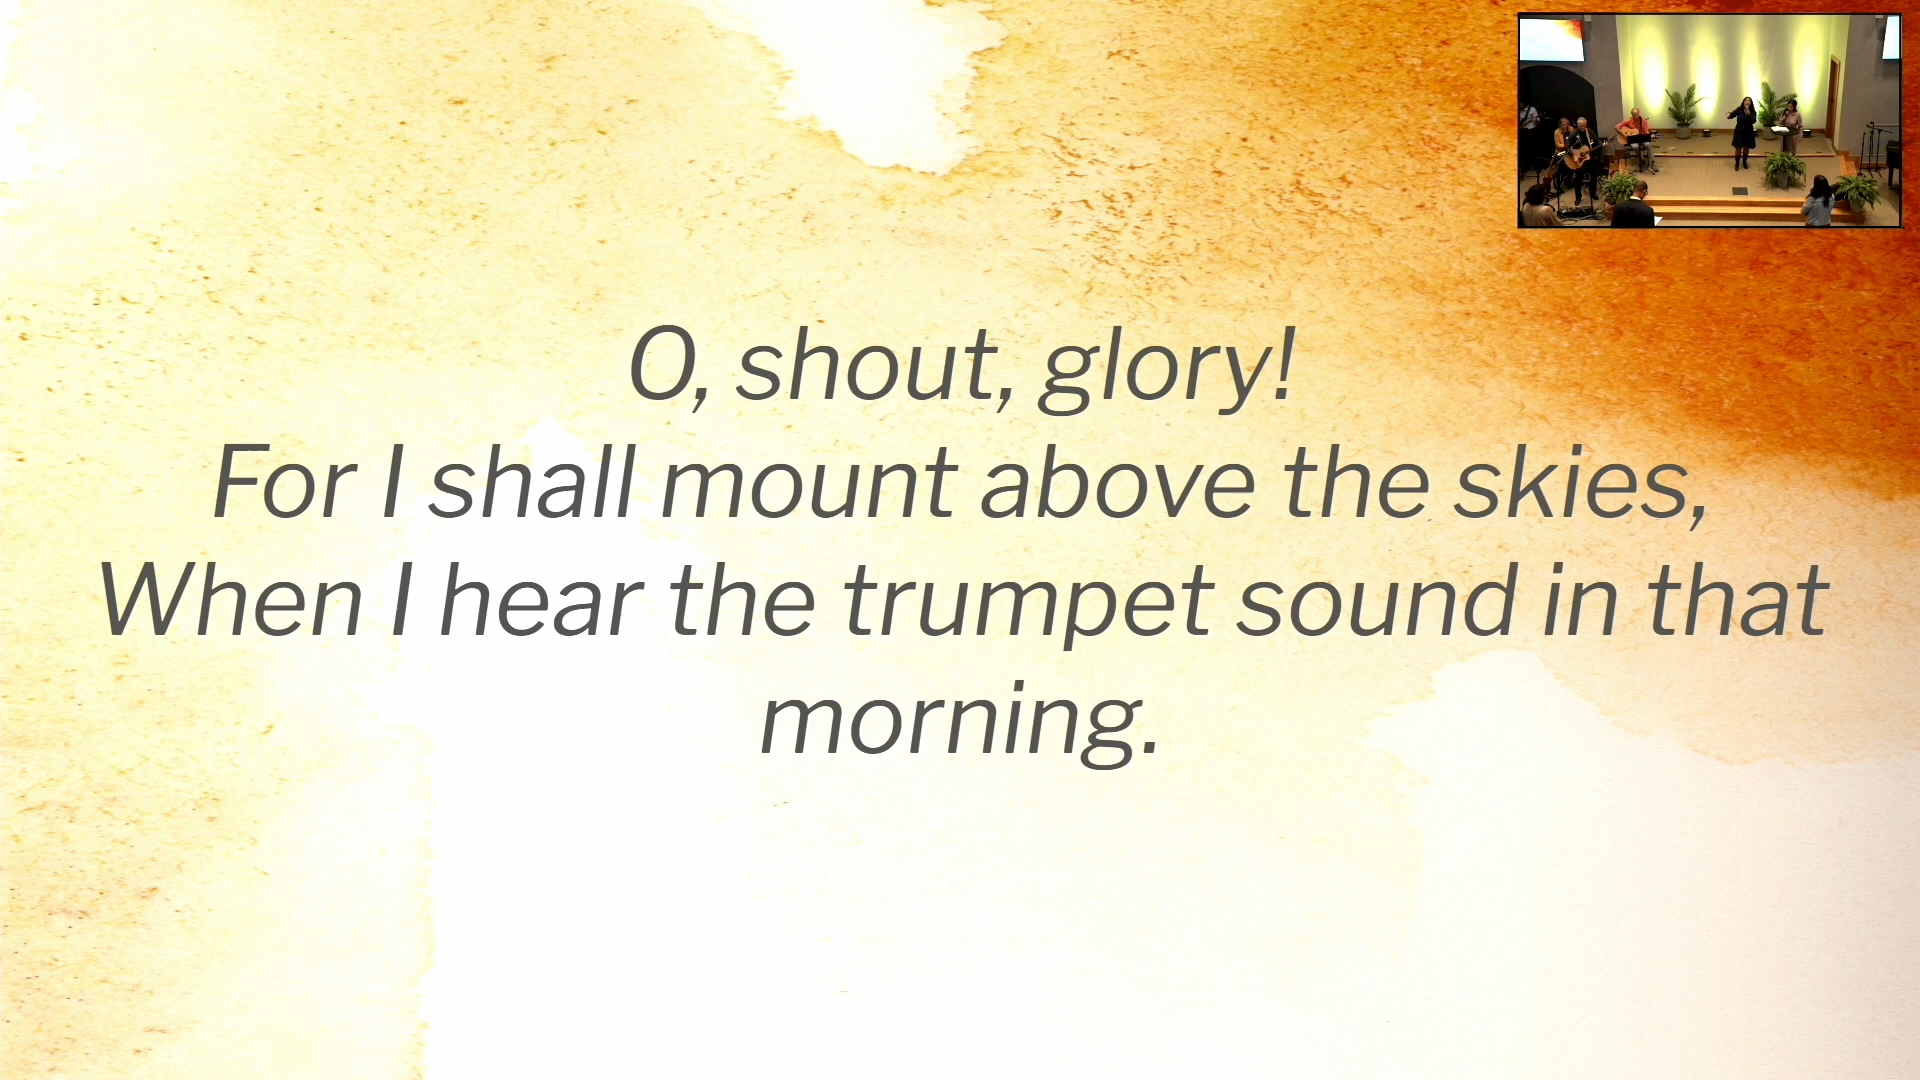 O, shout, glory!
For I shall mount above the skies,
When I hear the trumpet sound in that
morning.